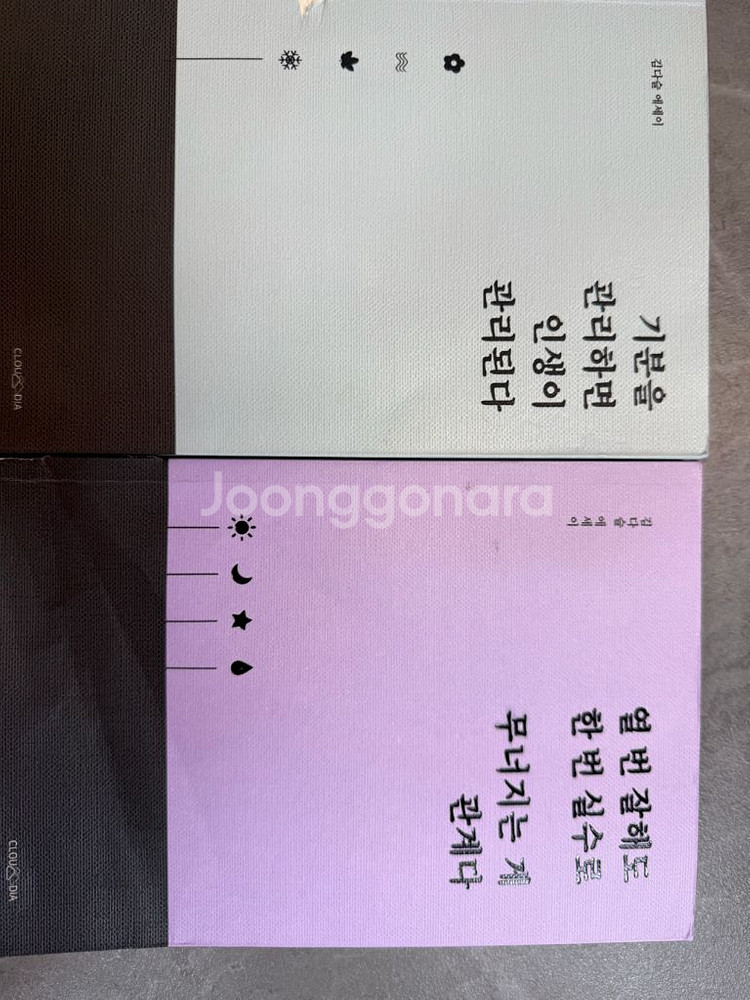 김다슬 에세이
기분을
관리하면
인생이
관리된다
CLOUDIA
Joonggonara
김다슬
에세이
열 번 잘해도
한 번 실수로
무너지는 게
관계다
CLOUDIA